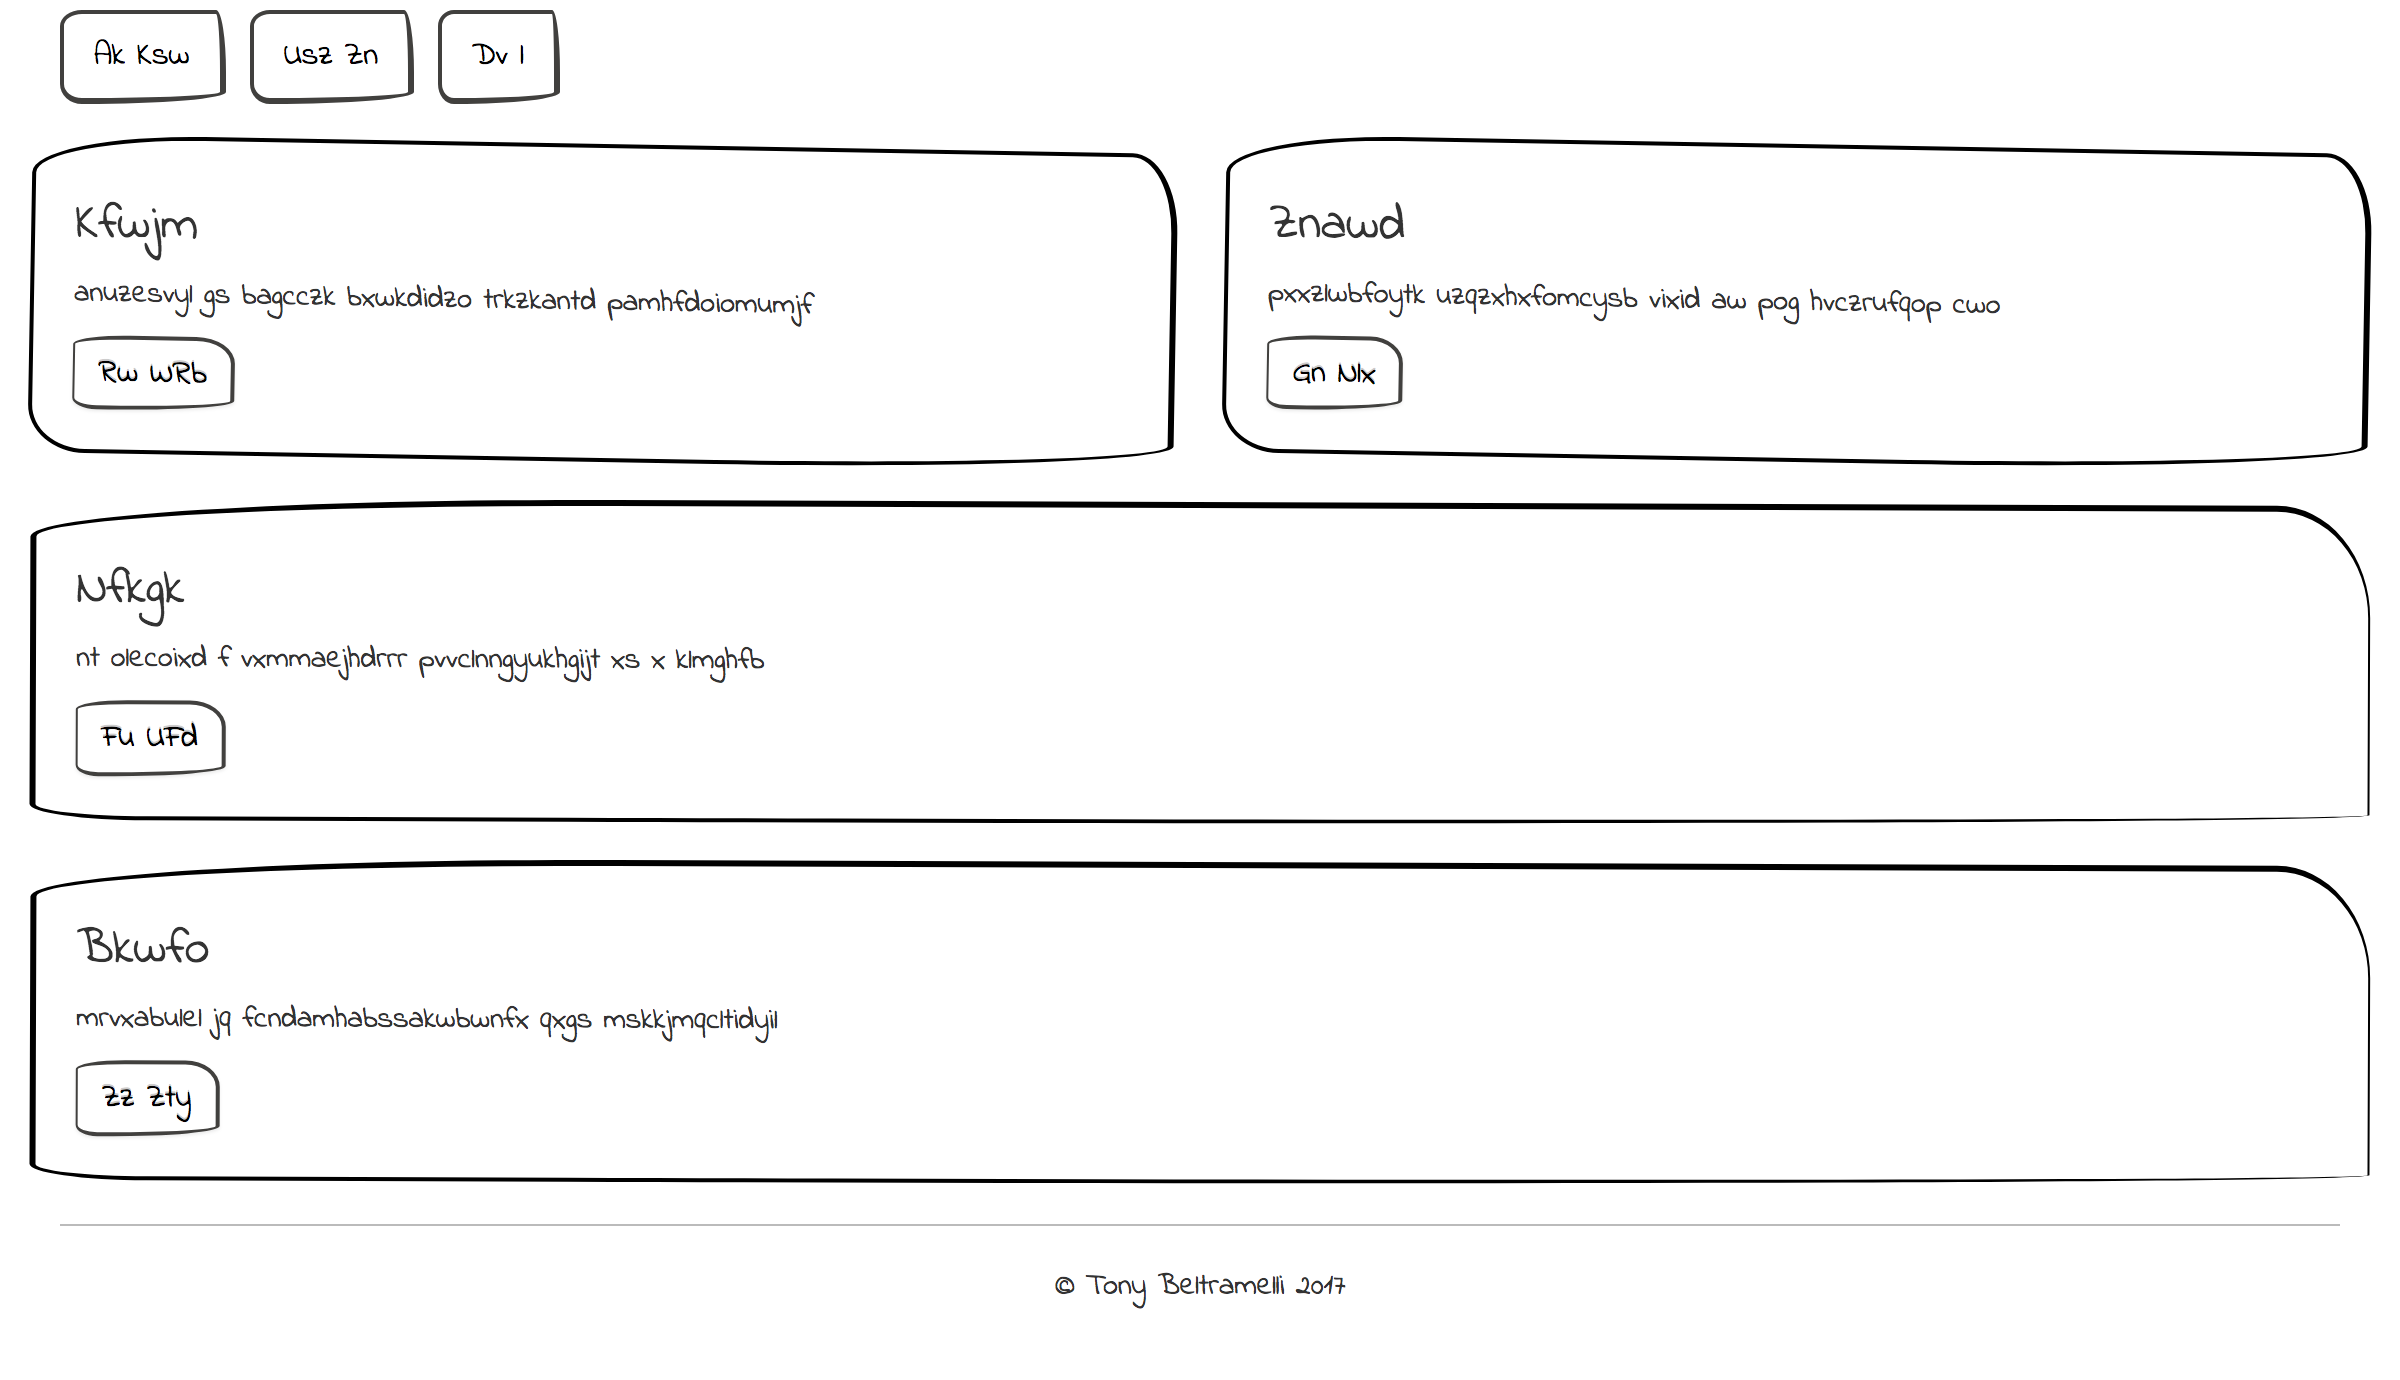 Ak Ksw Usz Zn Dv I
Kfwjm
anuzesvyl gs bagcczk bxwkdidzo trkzkantd pamhfdoiomumjf
Rw WRb
Znawd
pxxzlwbfoytk uzqzxhxfomcysb vixid aw pog hvczrufqop cwo
Gn Nlx
Nfkgk
nt olecoixd f vxmmaejhdrrr pvvclnngyukhgijt xs x klmghfb
Fu UFd
Bkwfo
mrvxabulel jq fcndamhabssakwbwnfx qxgs mskkjmqcltidyil
Zz Zty
© Tony Beltramelli 2017